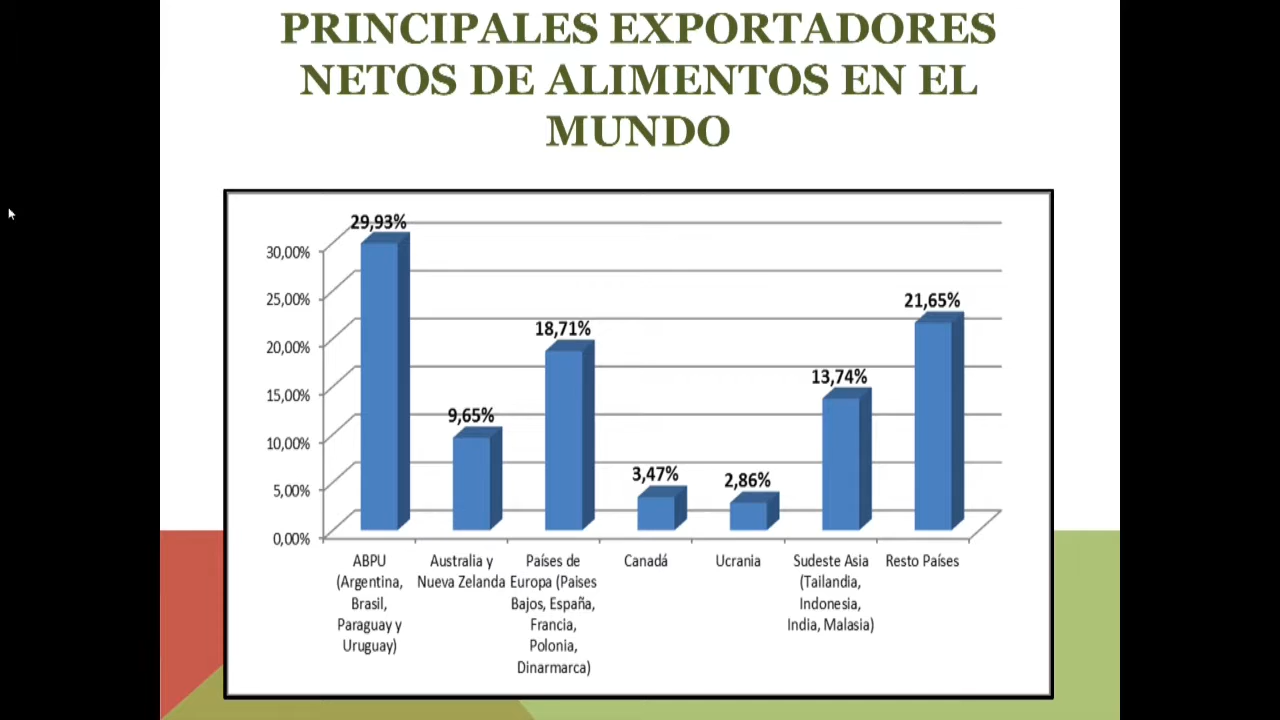 PRINCIPALES EXPORTADORES
NETOS DE ALIMENTOS EN EL
MUNDO
29,93%
9,65%
18,71%
3,47%
2,86%
13,74%
21,65%
30,00%
25,00%
20,00%
15,00%
10,00%
5,00%
0,00%
ABPU
(Argentina,
Brasil,
Paraguay y
Uruguay)
Australia y
Nueva Zelanda
Países de
Europa (Paises
Bajos, España,
Francia,
Polonia,
Dinarmarca)
Canadá
Ucrania
Sudeste Asia
(Tailandia,
Indonesia,
India, Malasia)
Resto Países